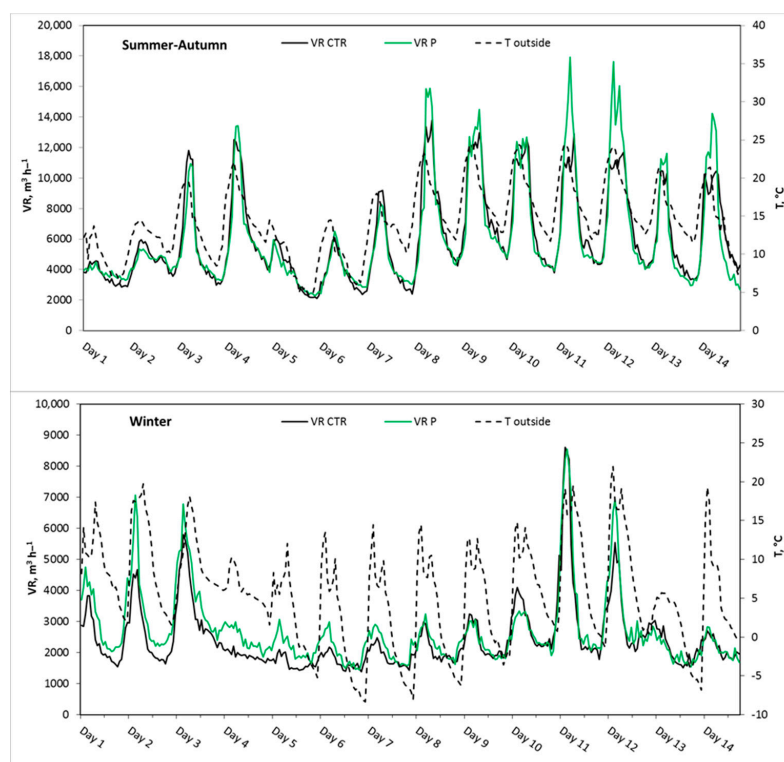 Summer-Autumn
VR CTR
VR P
T outside
20,000
18,000
16,000
14,000
12,000
10,000
8000
6000
4000
2000
0
VR, m³ h⁻¹
40
35
30
25
20
15
10
5
0
T, °C
Day 1
Day 2
Day 3
Day 4
Day 5
Day 6
Day 7
Day 8
Day 9
Day 10
Day 11
Day 12
Day 13
Day 14
Winter
VR CTR
VR P
T outside
10,000
9000
8000
7000
6000
5000
4000
3000
2000
1000
0
VR, m³ h⁻¹
30
25
20
15
10
5
0
-5
-10
T, °C
Day 1
Day 2
Day 3
Day 4
Day 5
Day 6
Day 7
Day 8
Day 9
Day 10
Day 11
Day 12
Day 13
Day 14